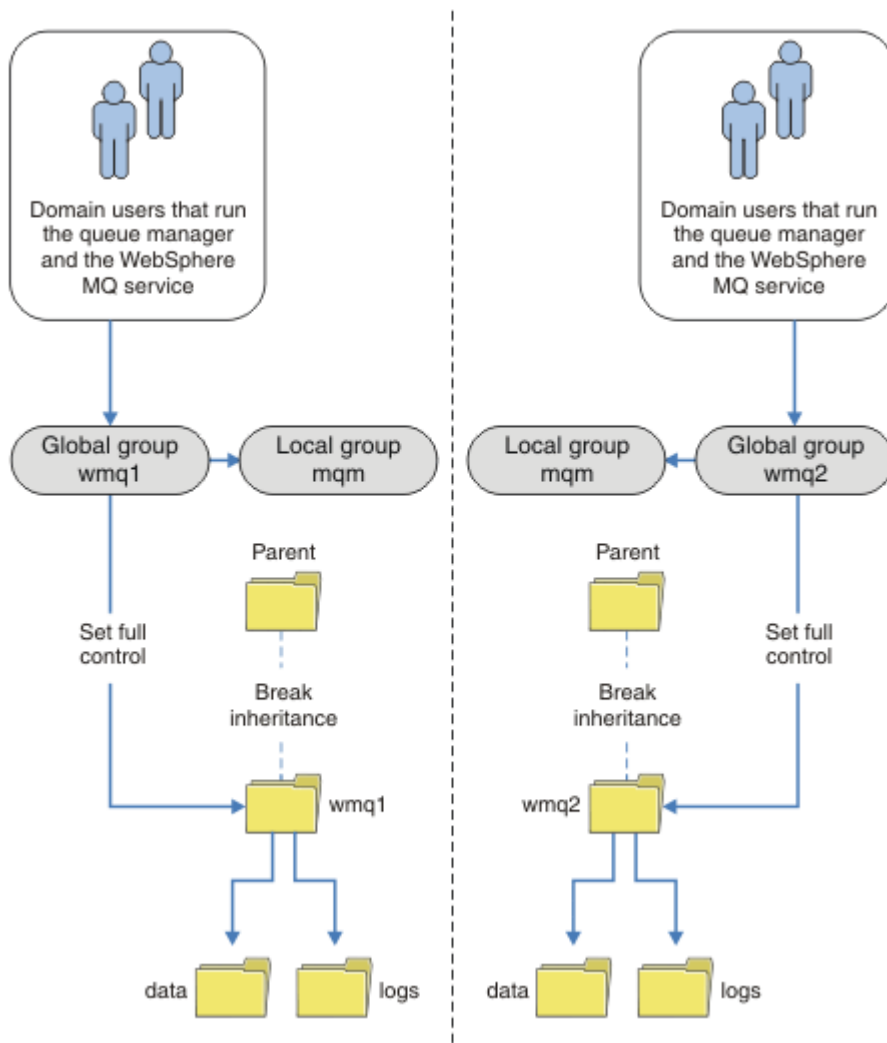 Domain users that run
the queue manager
and the WebSphere
MQ service
Global group
wmq1
Local group
mqm
Parent
Set full
control
Break
inheritance
wmq1
data
logs
Domain users that run
the queue manager
and the WebSphere
MQ service
Local group
mqm
Global group
wmq2
Parent
Set full
control
Break
inheritance
wmq2
data
logs